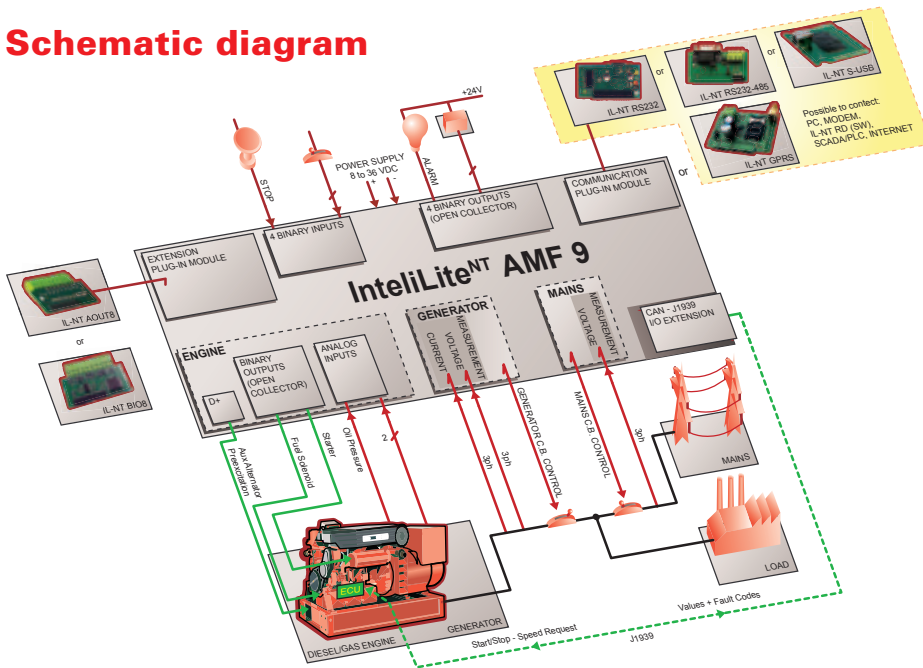 Schematic diagram
+24V
IL-NT RS232
or
IL-NT RS232-485
or
IL-NT S-USB
or
IL-NT GPRS
Possible to contect:
PC, MODEM,
IL-NT RD (SW),
SCADA/PLC, INTERNET
STOP
POWER SUPPLY
8 to 36 VDC
+ -
ALARM
EXTENSION
PLUG-IN MODULE
4 BINARY INPUTS
4 BINARY OUTPUTS
(OPEN COLLECTOR)
COMMUNICATION
PLUG-IN MODULE
InteliLiteNT AMF 9
IL-NT AOUT8
or
IL-NT BIO8
ENGINE
D+
BINARY
OUTPUTS
(OPEN
COLLECTOR)
ANALOG
INPUTS
GENERATOR
CURRENT
VOLTAGE
MEASUREMENT
MAINS
VOLTAGE
MEASUREMENT
CAN - J1939
I/O EXTENSION
Aux Alternator
Preexcitation
Fuel Solenoid
Starter
Oil Pressure
2
3ph
3ph
GENERATOR C.B. CONTROL
MAINS C.B. CONTROL
3ph
MAINS
LOAD
ECU
DIESEL/GAS ENGINE
GENERATOR
Start/Stop - Speed Request
J1939
Values + Fault Codes